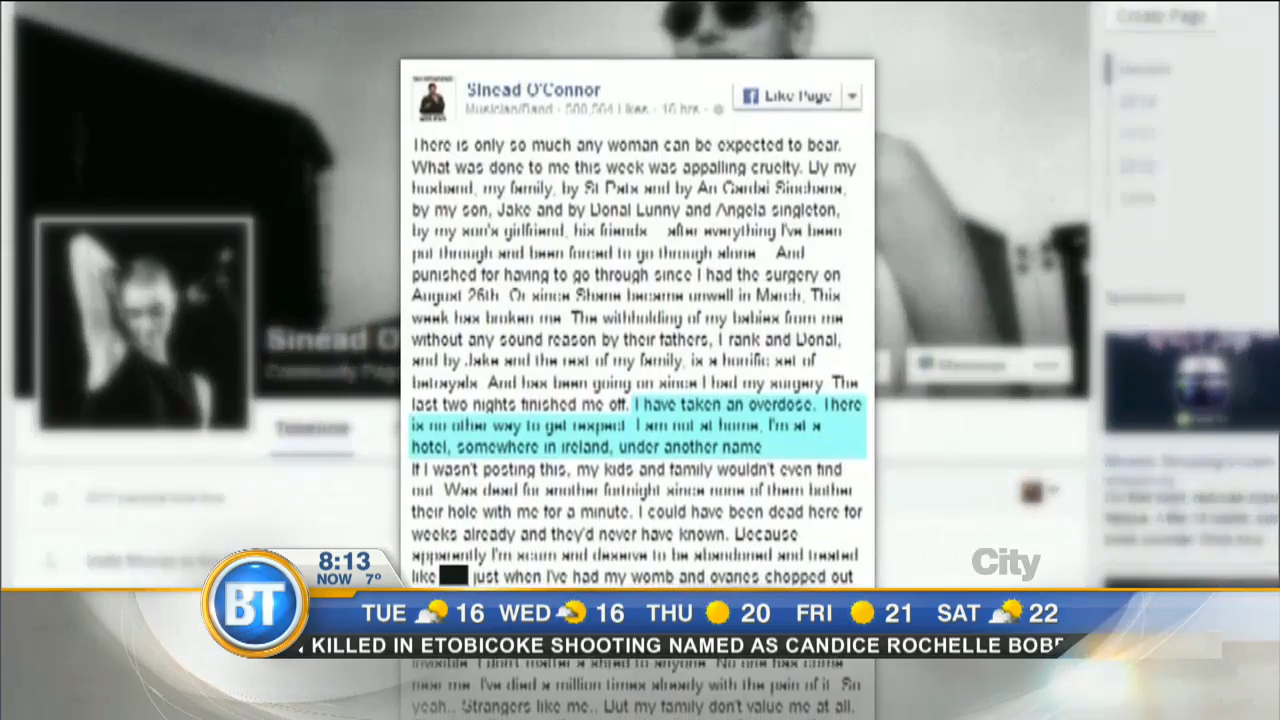 Create Page
Sinead O'Connor
Like Page
Musician/Band · 16 hrs ·
There is only so much any woman can be expected to bear.
What was done to me this week was appalling cruelty. By my
husband, my family, by St Pats and by An Gardai Siochana,
by my son, Jake and by Donal Lunny and Angela singleton,
by my son's girlfriend, his friends after everything I've been
put through and been forced to go through alone And
punished for having to go through since I had the surgery on
August 26th. Or since Shane became unwell in March, This
week has broken me. The withholding of my babies from me
without any sound reason by their fathers, Frank and Donal,
and by Jake and the rest of my family, is a horrific set of
betrayals. And has been going on since I had my surgery. The
last two nights finished me off. I have taken an overdose. There
is no other way to get respect. I am not at home, I'm at a
hotel, somewhere in Ireland, under another name
If I wasn't posting this, my kids and family wouldn't even find
out. Was dead for another fortnight since none of them bother
their hole with me for a minute. I could have been dead here for
weeks already and they'd never have known. Because
apparently I'm scum and deserve to be abandoned and treated
like just when I've had my womb and ovaries chopped out
invisible. I don't matter a shred to anyone. No one has come
near me. I've died a million times already with the pain of it. So
yeah.. Strangers like me.. But my family don't value me at all.
Sinead O
Community Page
Timeline
Message
City
8:13
NOW 7°
BT
TUE 16 WED 16 THU 20 FRI 21 SAT 22
KILLED IN ETOBICOKE SHOOTING NAMED AS CANDICE ROCHELLE BOB